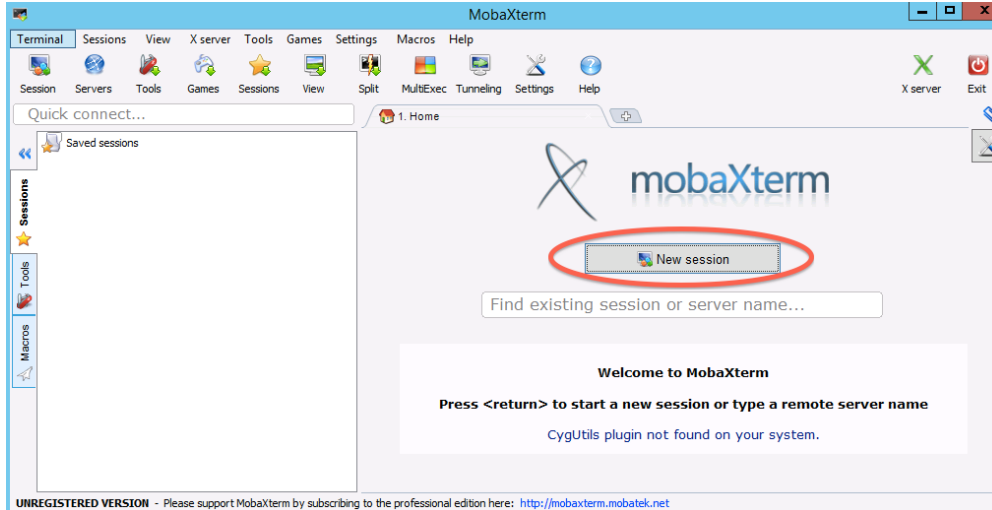 MobaXterm
Terminal Sessions View X server Tools Games Settings Macros Help
Session Servers Tools Games Sessions View Split MultiExec Tunneling Settings Help X server Exit
Quick connect...
1. Home
Saved sessions
Sessions
Tools
Macros
mobaXterm
New session
Find existing session or server name...
Welcome to MobaXterm
Press <return> to start a new session or type a remote server name
CygUtils plugin not found on your system.
UNREGISTERED VERSION - Please support MobaXterm by subscribing to the professional edition here: http://mobaxterm.mobatek.net